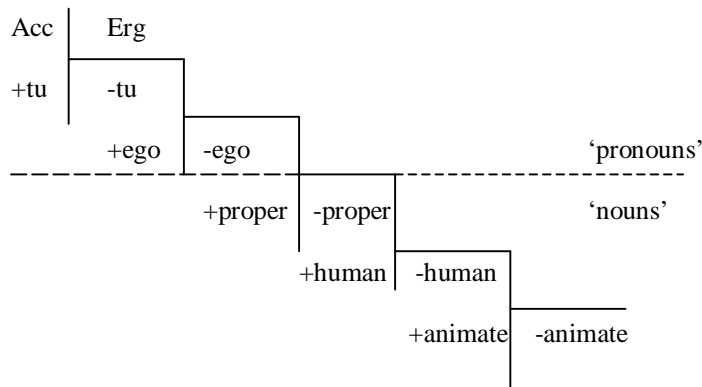 Acc Erg
+tu -tu
+ego -ego ‘pronouns’
+proper -proper ‘nouns’
+human -human
+animate -animate